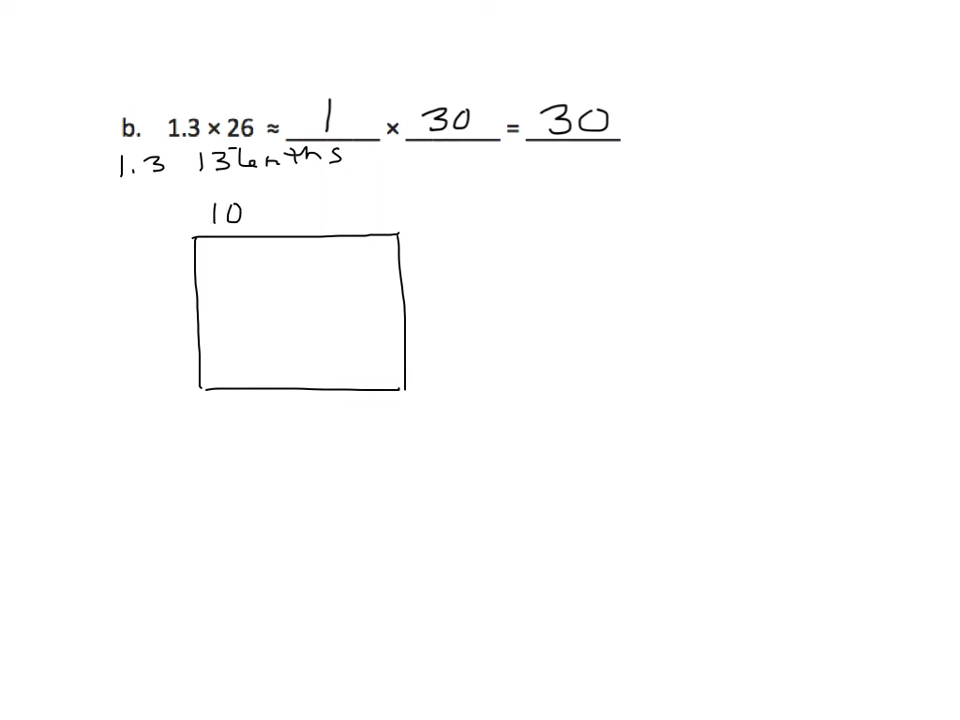 b. 1.3 × 26 ≈ 1 × 30 = 30
1.3 13 tenths
10